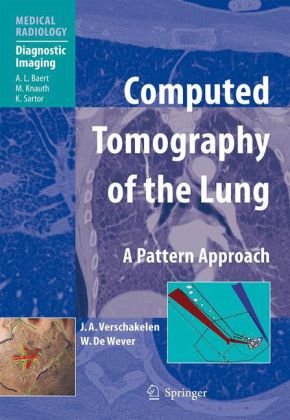 MEDICAL
RADIOLOGY
Diagnostic
Imaging
A. L. Baert
M. Knauth
K. Sartor
Computed
Tomography
of the Lung
A Pattern Approach
J. A. Verschakelen
W. De Wever
Springer